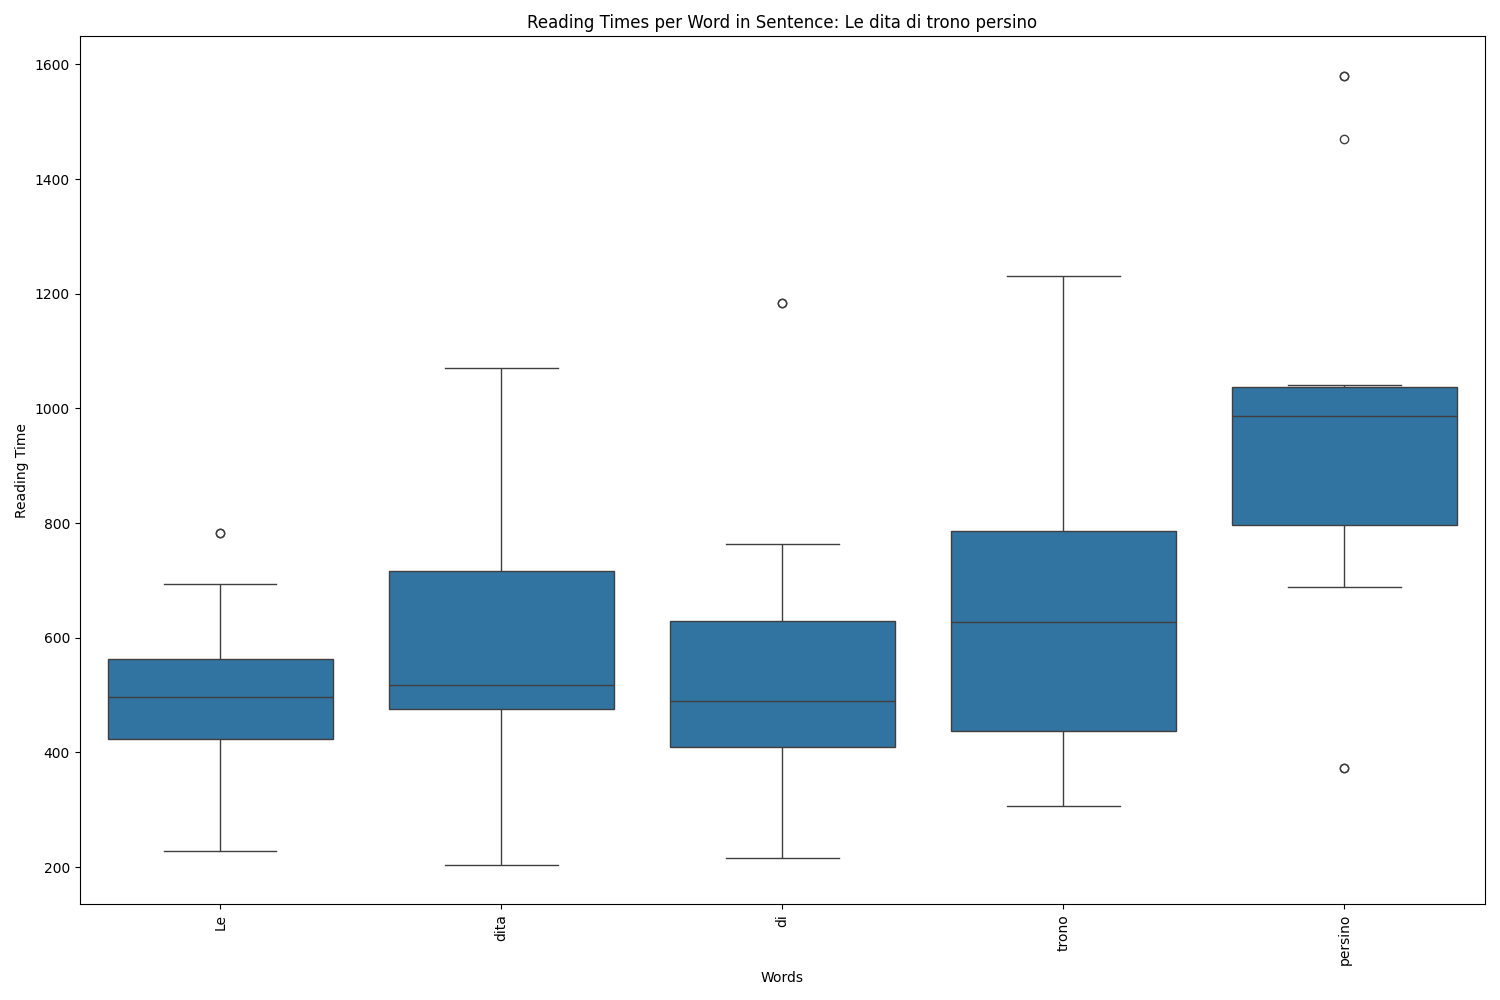 Reading Times per Word in Sentence: Le dita di trono persino
1600
1400
1200
1000
800
600
400
200
Reading Time
Le
dita
di
trono
persino
Words